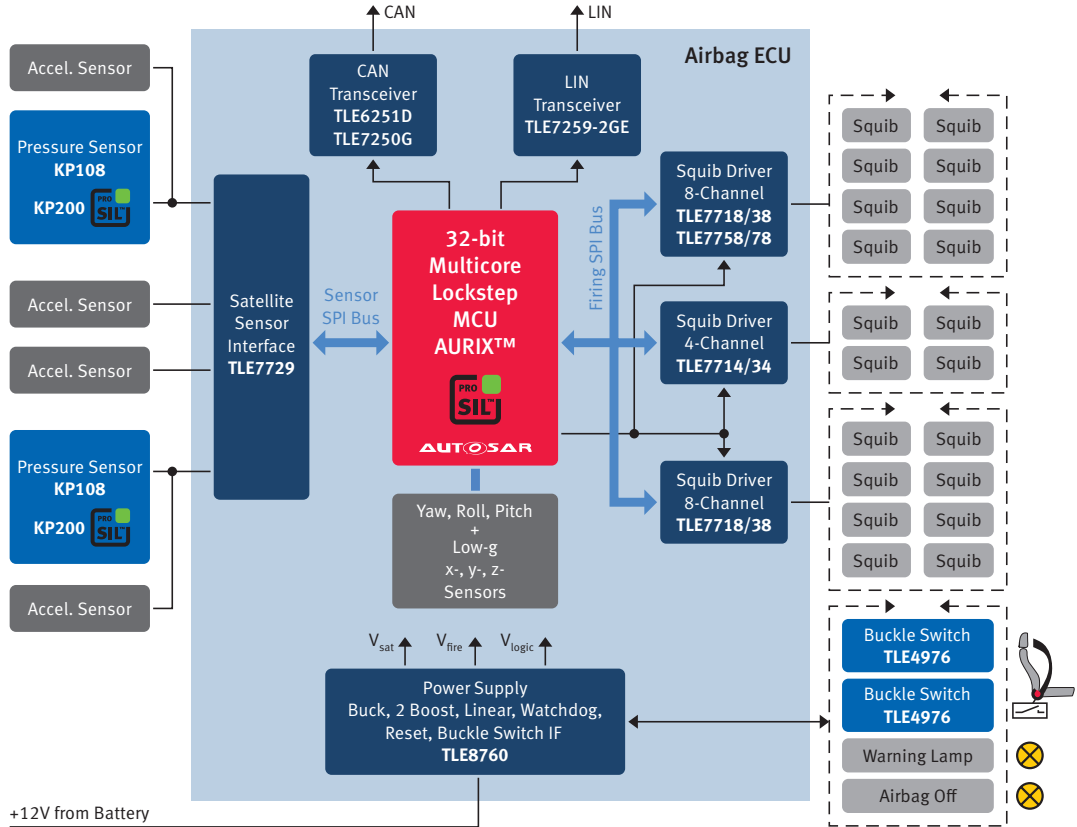 CAN
LIN
Airbag ECU
Accel. Sensor
Pressure Sensor
KP108
KP200
PRO
SIL™
Accel. Sensor
Accel. Sensor
Pressure Sensor
KP108
KP200
PRO
SIL™
Accel. Sensor
Satellite
Sensor
Interface
TLE7729
Sensor
SPI Bus
CAN
Transceiver
TLE6251D
TLE7250G
LIN
Transceiver
TLE7259-2GE
32-bit
Multicore
Lockstep
MCU
AURIX™
PRO
SIL™
AUTOSAR
Yaw, Roll, Pitch
+
Low-g
x-, y-, z-
Sensors
Firing SPI Bus
Squib Driver
8-Channel
TLE7718/38
TLE7758/78
Squib Driver
4-Channel
TLE7714/34
Squib Driver
8-Channel
TLE7718/38
Squib Squib
Squib Squib
Squib Squib
Squib Squib
Squib Squib
Squib Squib
Squib Squib
Squib Squib
Squib Squib
Squib Squib
Vsat Vfire Vlogic
Power Supply
Buck, 2 Boost, Linear, Watchdog,
Reset, Buckle Switch IF
TLE8760
Buckle Switch
TLE4976
Buckle Switch
TLE4976
Warning Lamp
Airbag Off
+12V from Battery